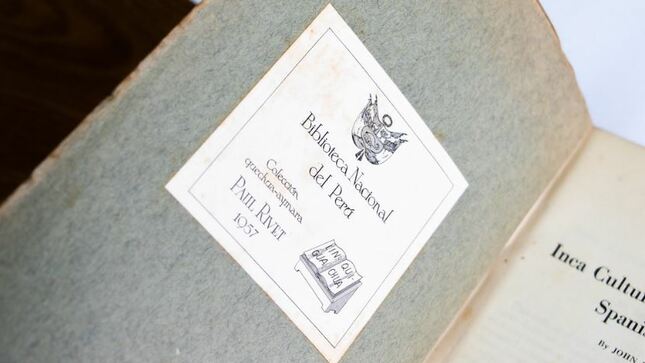 Biblioteca Nacional
del Perú
Colección
quechua-aymara
PAUL RIVET
1957
Inca Cultu
Spani
By JOHN